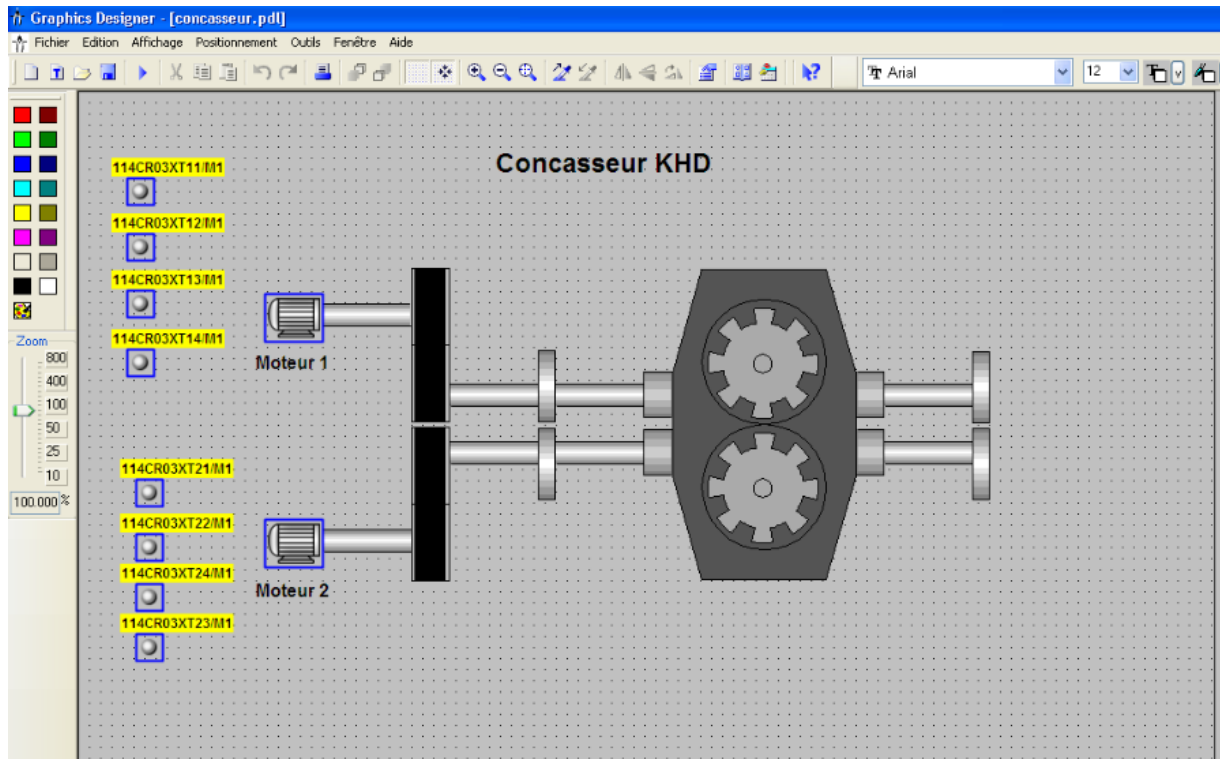 Graphics Designer - [concasseur.pdl]
Fichier Edition Affichage Positionnement Outils Fenêtre Aide
Arial 12
Concasseur KHD
114CR03XT11/M1
114CR03XT12/M1
114CR03XT13/M1
114CR03XT14/M1
Moteur 1
Zoom
800
400
100
50
25
10
100.000 %
114CR03XT21/M1
114CR03XT22/M1
114CR03XT24/M1
114CR03XT23/M1
Moteur 2